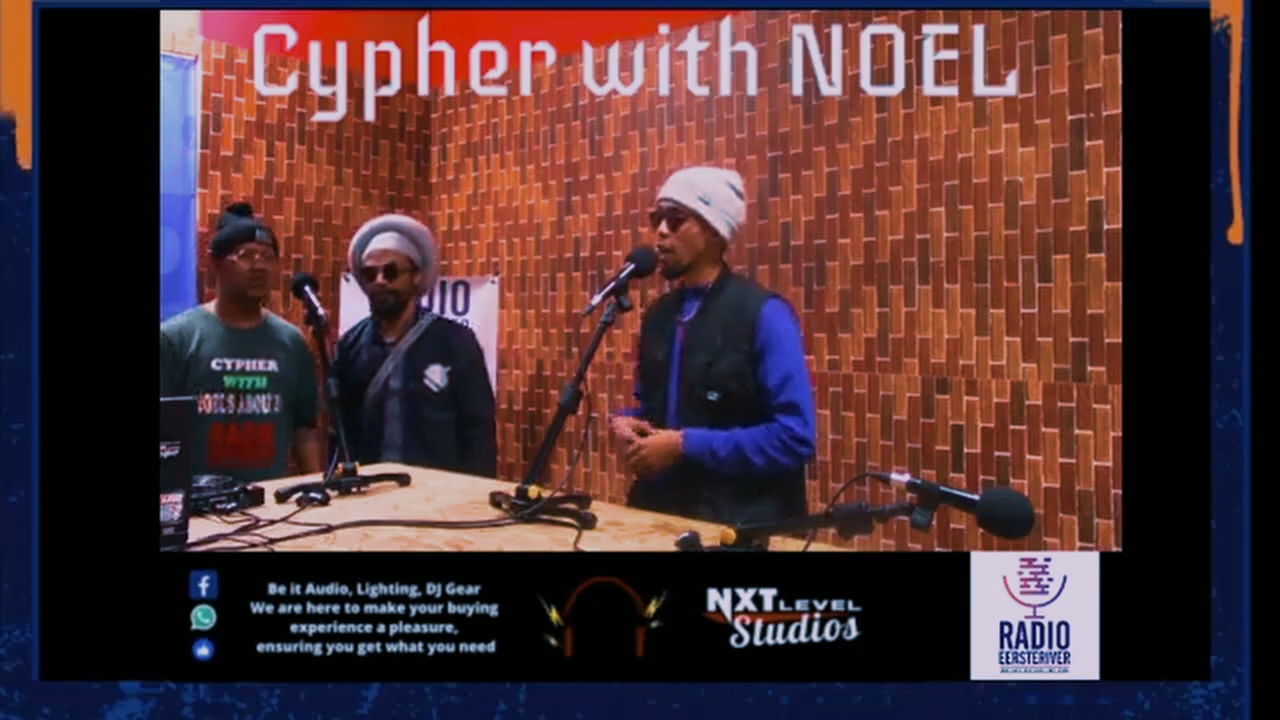 Cypher with NOEL
DIO
CYPHER
WITH
Be it Audio, Lighting, DJ Gear
We are here to make your buying
experience a pleasure,
ensuring you get what you need
NXT LEVEL
Studios
RADIO
EERSTERIVER